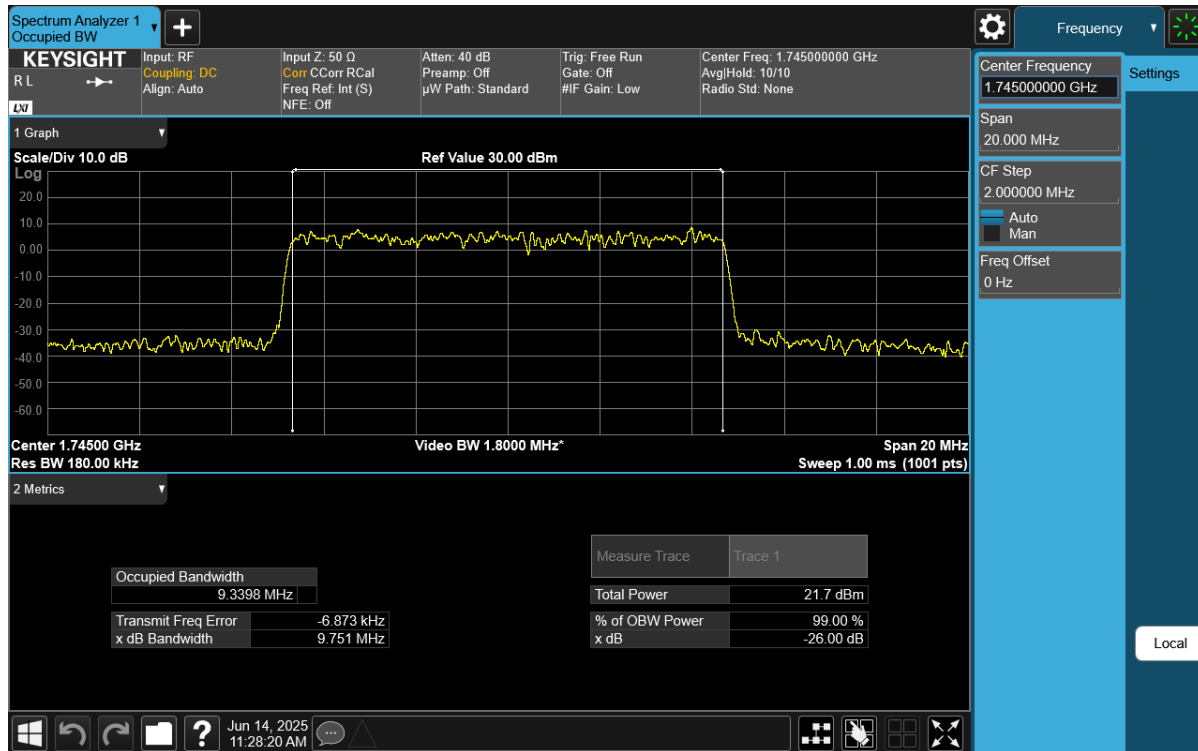 Spectrum Analyzer 1
Occupied BW
Frequency
KEYSIGHT
R L
LXI
Input: RF
Coupling: DC
Align: Auto
Input Z: 50 Ω
Corr CCorr RCal
Freq Ref: Int (S)
NFE: Off
Atten: 40 dB
Preamp: Off
µW Path: Standard
Trig: Free Run
Gate: Off
#IF Gain: Low
Center Freq: 1.745000000 GHz
Avg|Hold: 10/10
Radio Std: None
Center Frequency
1.745000000 GHz
Settings
Span
20.000 MHz
CF Step
2.000000 MHz
Auto
Man
Freq Offset
0 Hz
Local
1 Graph
Scale/Div 10.0 dB
Ref Value 30.00 dBm
Log
20.0
10.0
0.00
-10.0
-20.0
-30.0
-40.0
-50.0
-60.0
Center 1.74500 GHz
Video BW 1.8000 MHz*
Span 20 MHz
Res BW 180.00 kHz
Sweep 1.00 ms (1001 pts)
2 Metrics
Measure Trace Trace 1
Occupied Bandwidth
9.3398 MHz
Total Power 21.7 dBm
Transmit Freq Error -6.873 kHz
% of OBW Power 99.00 %
x dB Bandwidth 9.751 MHz
x dB -26.00 dB
?
Jun 14, 2025
11:28:20 AM